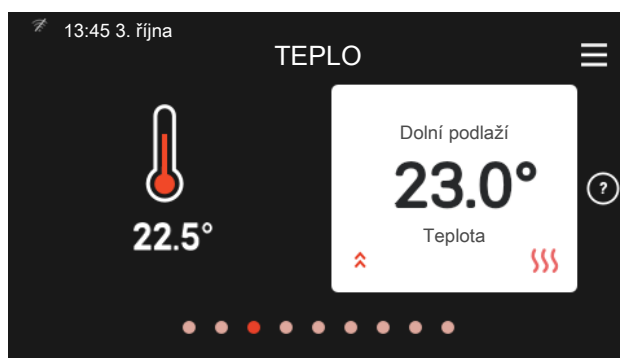 13:45 3. října
TEPLO
Dolní podlaží
23.0°
Teplota
22.5°
?